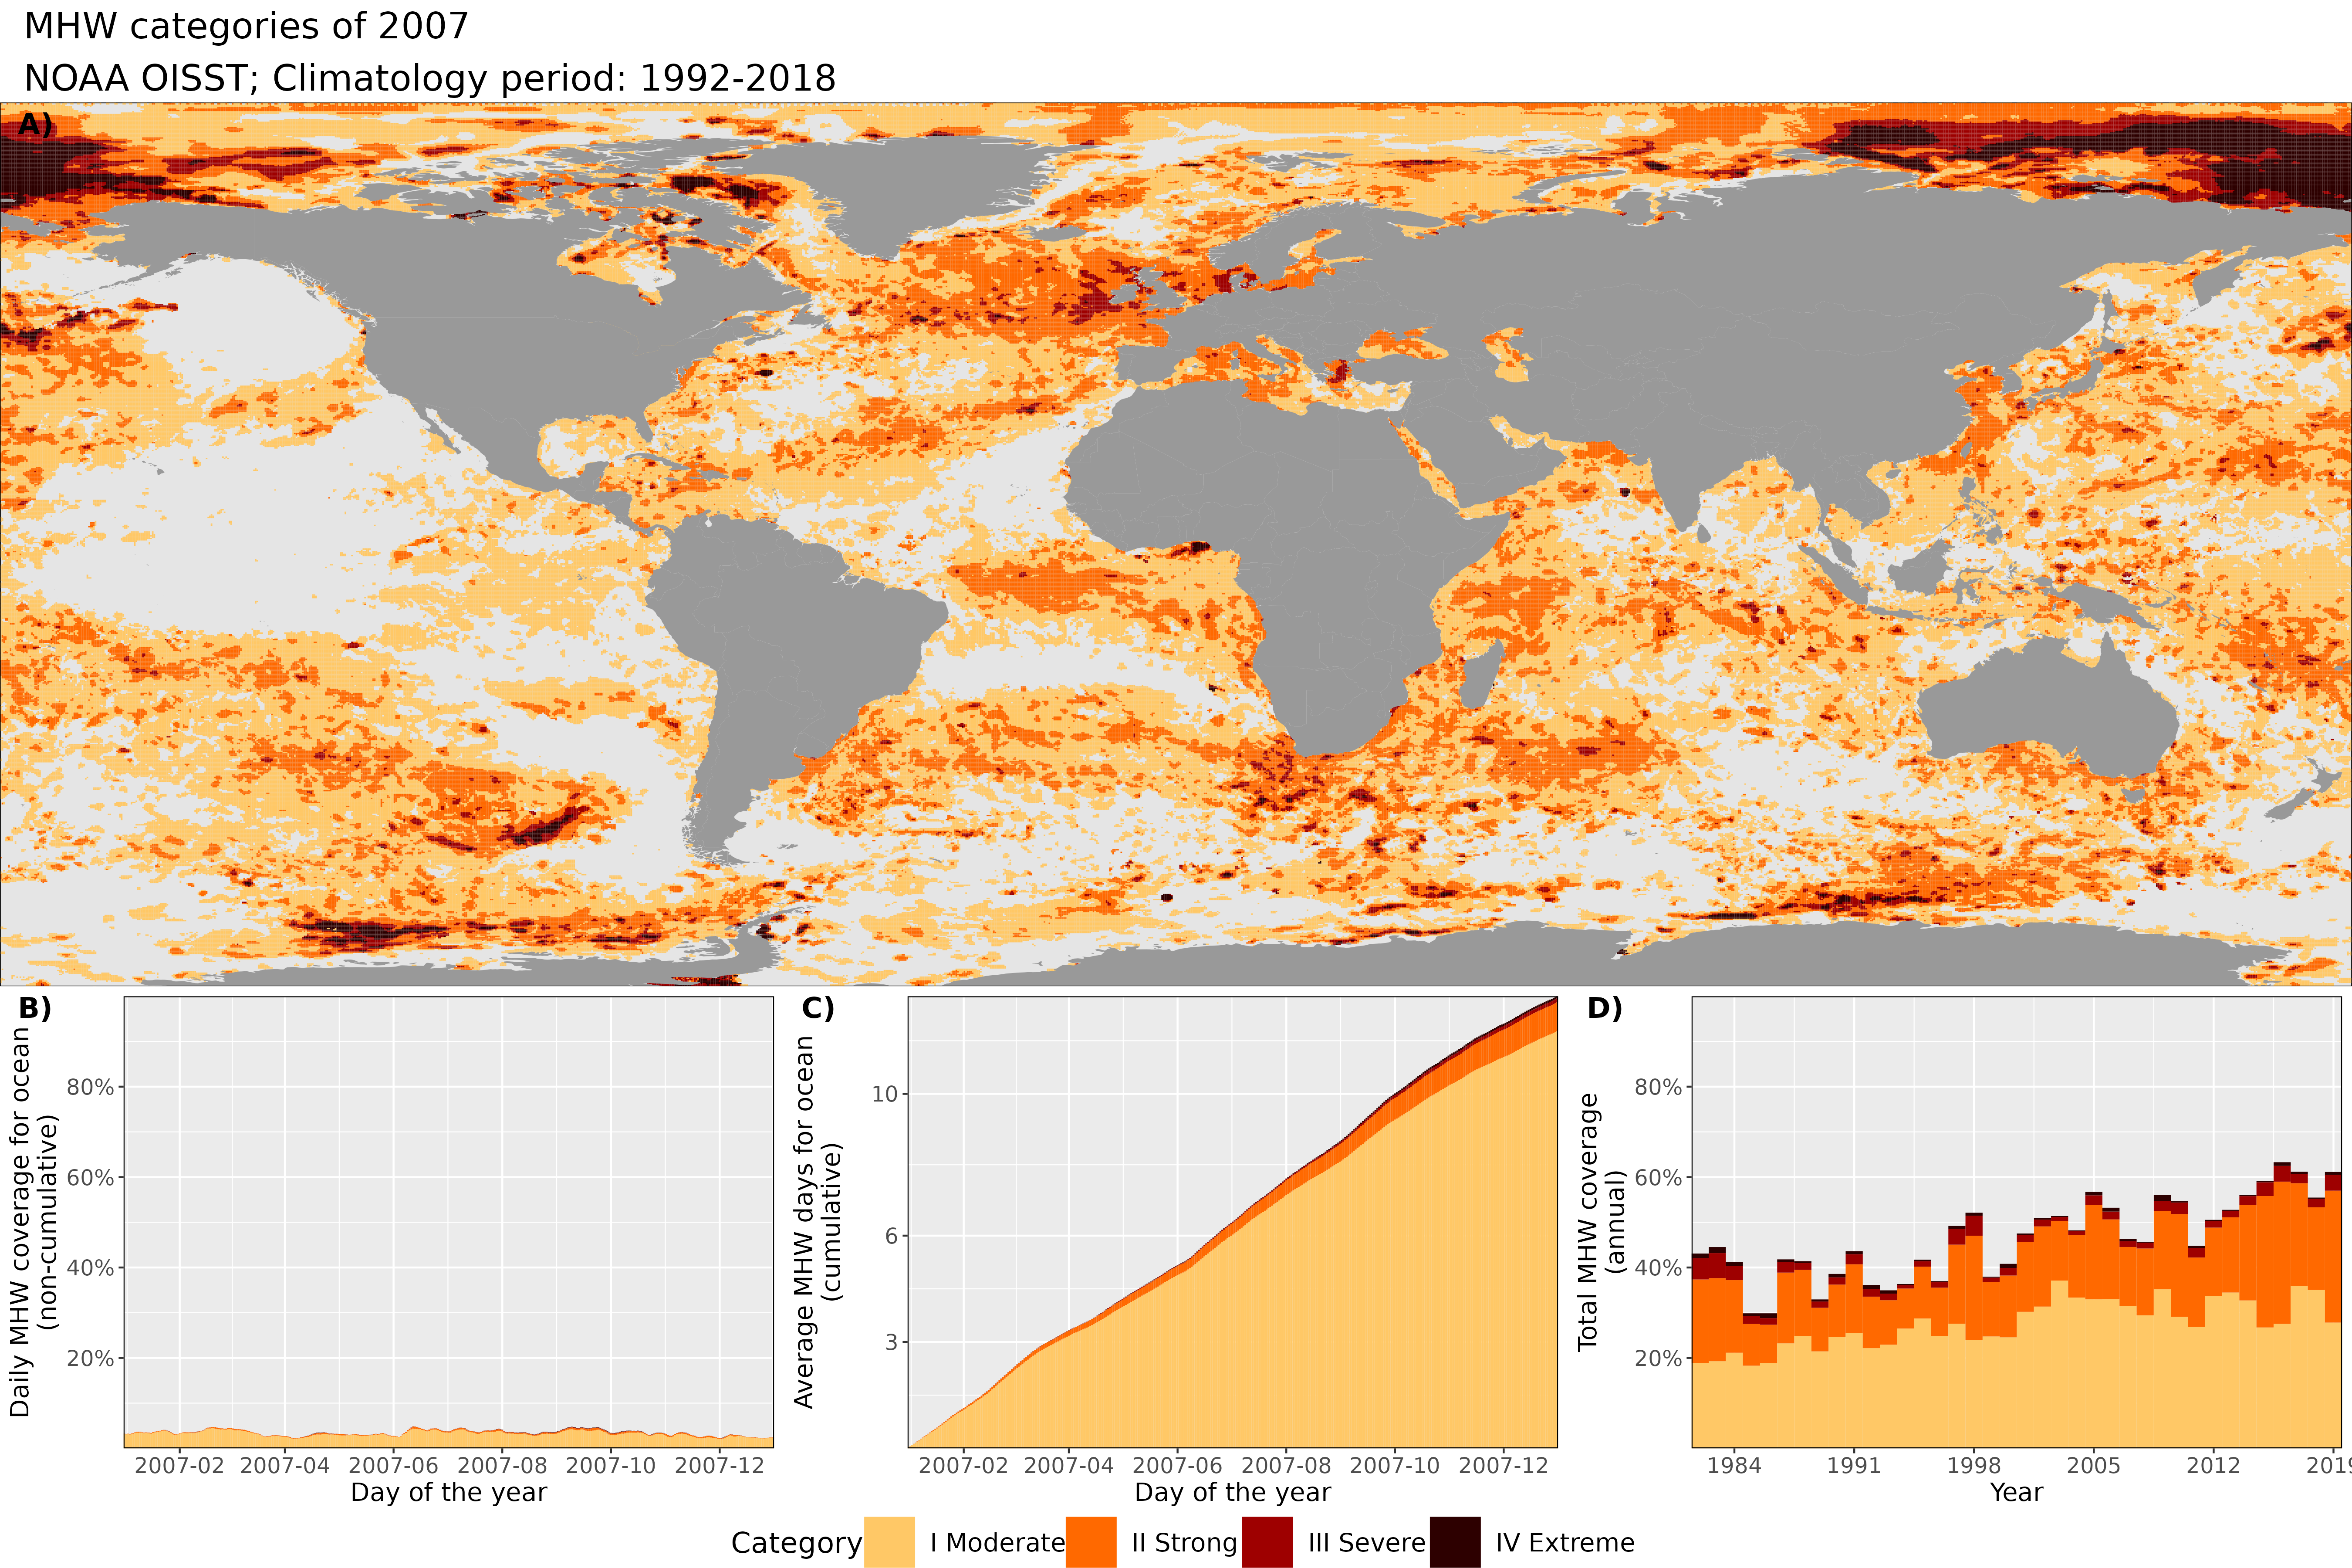 MHW categories of 2007
NOAA OISST; Climatology period: 1992-2018
A)
B)
Daily MHW coverage for ocean
(non-cumulative)
80%
60%
40%
20%
2007-02 2007-04 2007-06 2007-08 2007-10 2007-12
Day of the year
C)
Average MHW days for ocean
(cumulative)
10
6
3
2007-02 2007-04 2007-06 2007-08 2007-10 2007-12
Day of the year
D)
Total MHW coverage
(annual)
80%
60%
40%
20%
1984 1991 1998 2005 2012 2019
Year
Category I Moderate II Strong III Severe IV Extreme